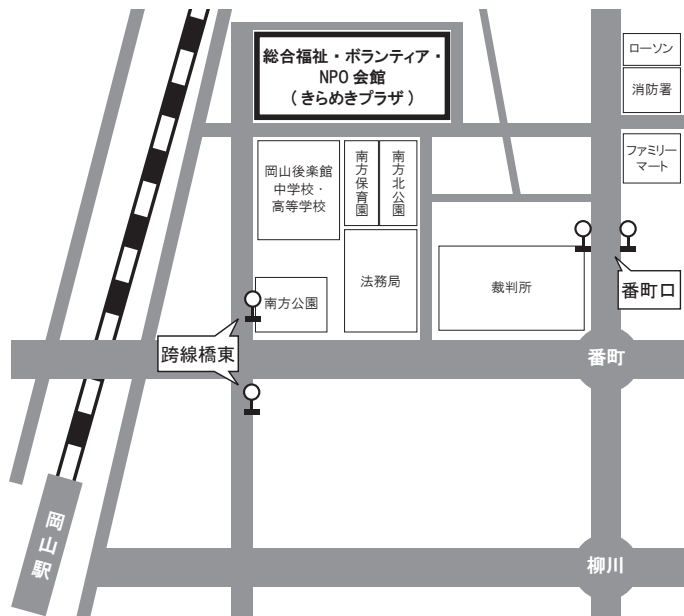 総合福祉・ボランティア・
NPO 会館
( きらめきプラザ )
ローソン
消防署
ファミリー
マート
岡山後楽館
中学校・
高等学校
南方保育園
南方北公園
法務局
裁判所
南方公園
番町口
跨線橋東
番町
岡山駅
柳川